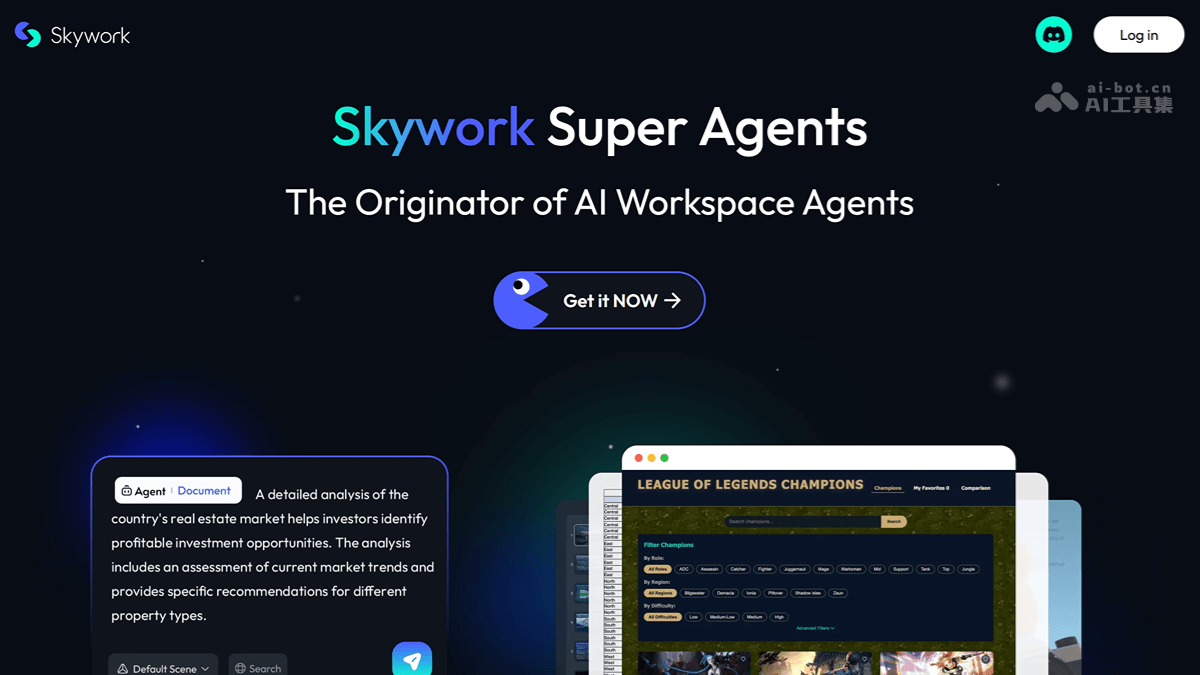 Skywork
Log in
ai-bot.cn
AI工具集
Skywork Super Agents
The Originator of AI Workspace Agents
Get it NOW →
Agent | Document A detailed analysis of the
country's real estate market helps investors identify
profitable investment opportunities. The analysis
includes an assessment of current market trends and
provides specific recommendations for different
property types.
Default Scene
Search
Central
Central
Central
Central
Central
Central
East
East
East
East
East
North
North
North
North
North
South
South
South
South
West
West
West
LEAGUE OF LEGENDS CHAMPIONS
Champions My Favorites 0 Comparison
Search champions...
Search
Filter Champions
By Role:
All Roles ADC Assassin Catcher Fighter Juggernaut Mage Marksman Mid Support Tank Top Jungle
By Region:
All Regions Bilgewater Demacia Ionia Piltover Shadow Isles Zaun
By Difficulty:
All Difficulties Low Medium-Low Medium High
Advanced Filters